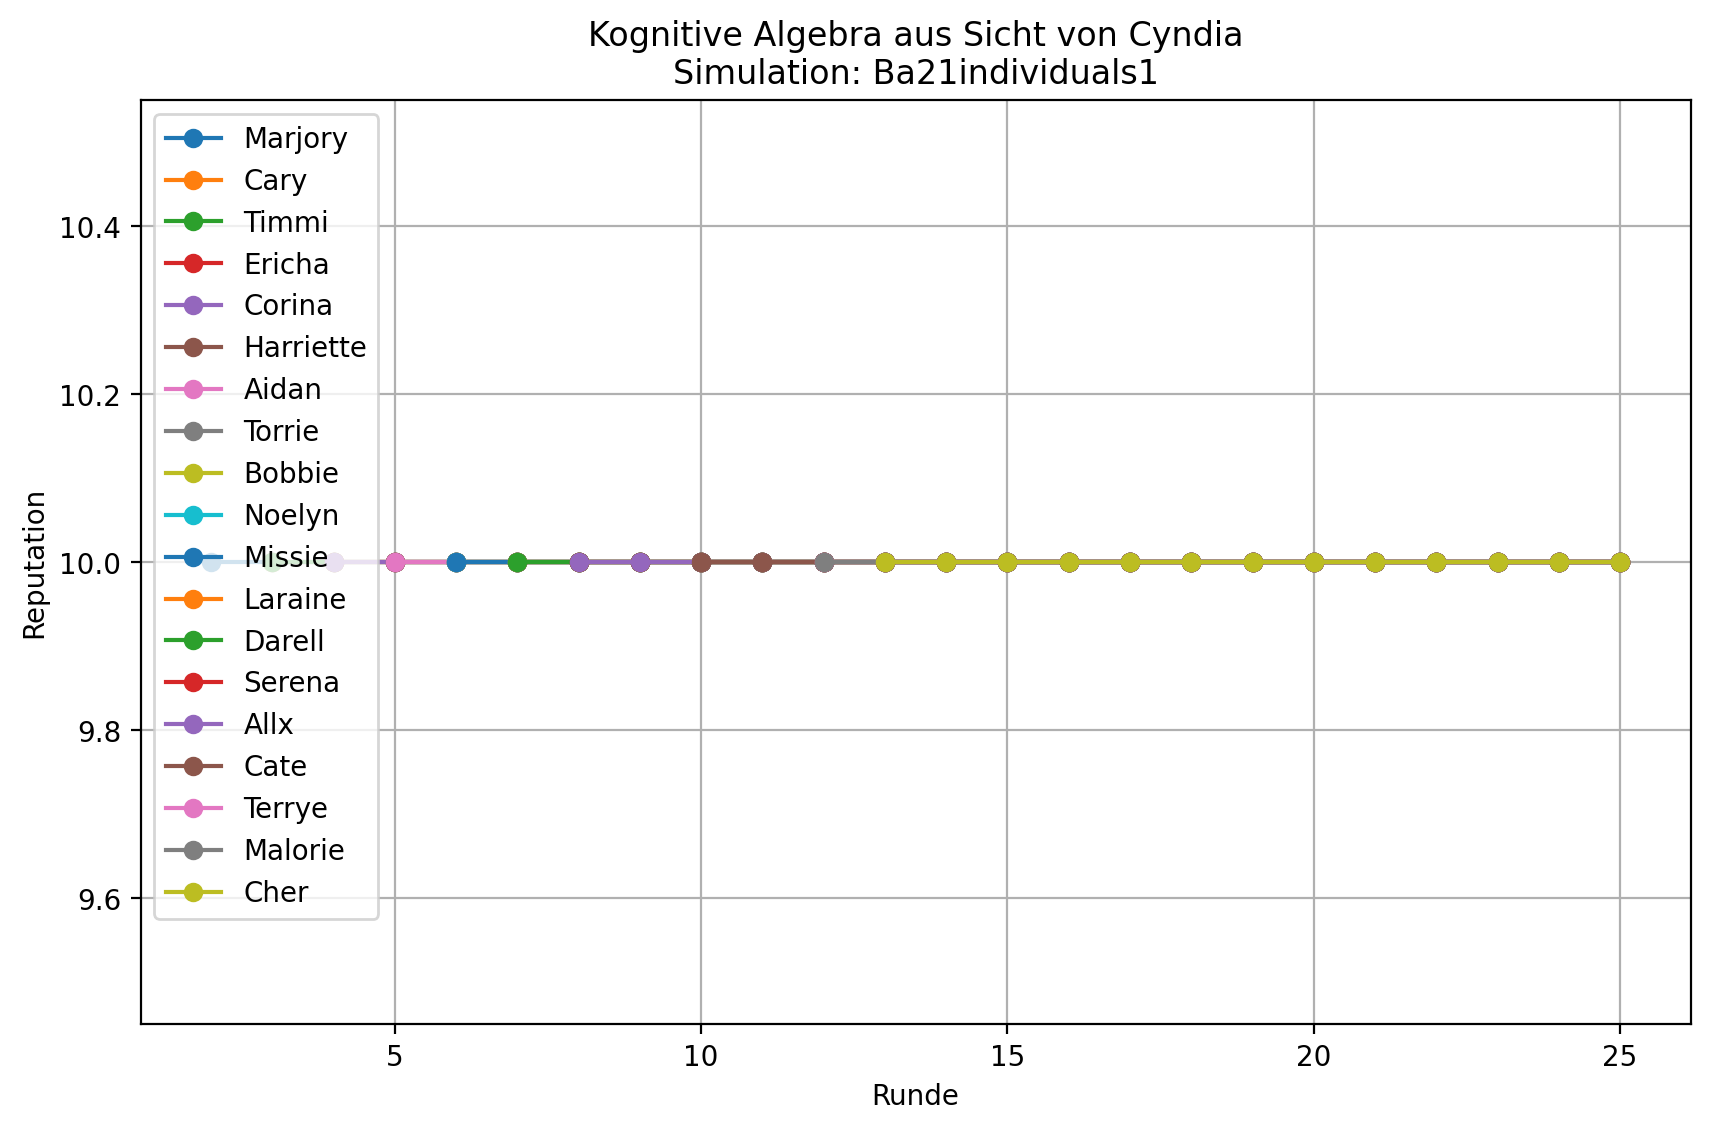 Kognitive Algebra aus Sicht von Cyndia
Simulation: Ba21individuals1
Marjory
Cary
Timmi
Ericha
Corina
Harriette
Aidan
Torrie
Bobbie
Noelyn
Missie
Laraine
Darell
Serena
Allx
Cate
Terrye
Malorie
Cher
Reputation
10.4
10.2
10.0
9.8
9.6
5
10
15
20
25
Runde